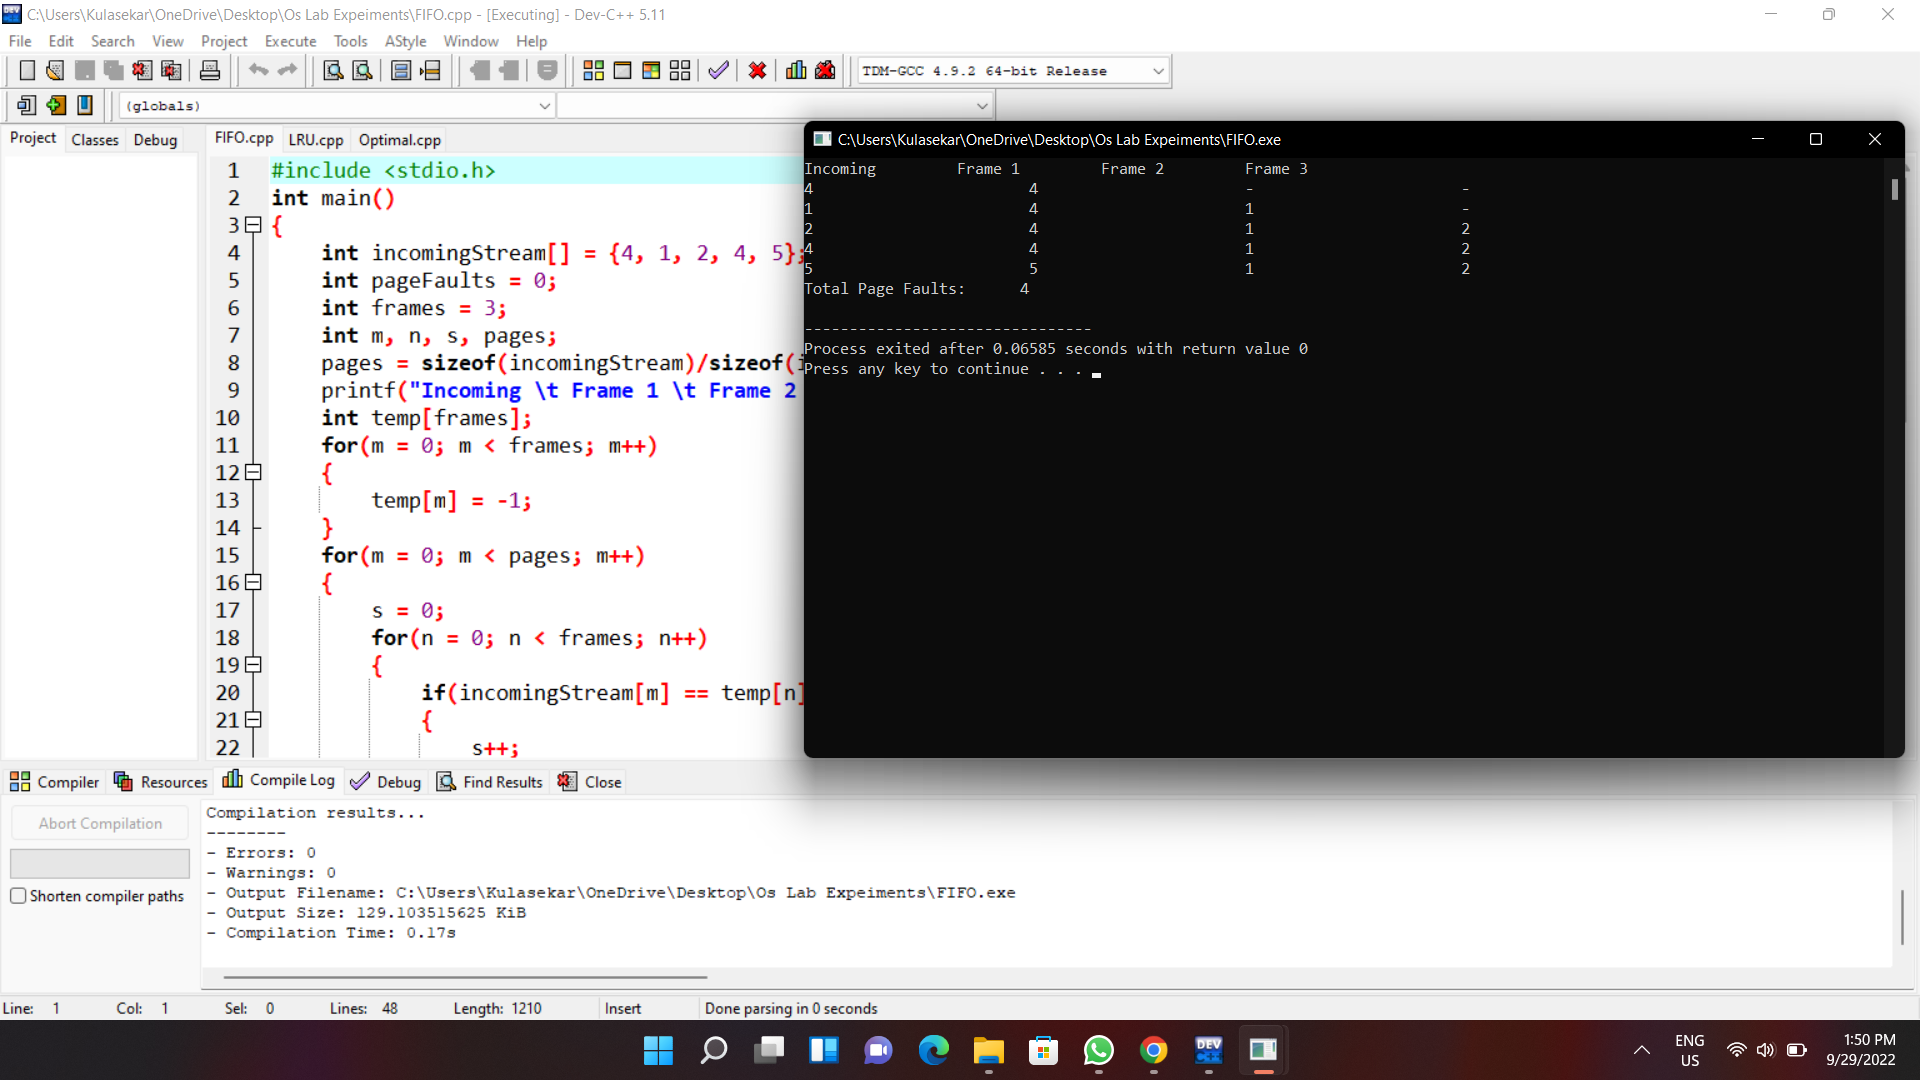 C:\Users\Kulasekar\OneDrive\Desktop\Os Lab Expeiments\FIFO.cpp - [Executing] - Dev-C++ 5.11
File Edit Search View Project Execute Tools AStyle Window Help
TDM-GCC 4.9.2 64-bit Release
(globals)
Project Classes Debug
FIFO.cpp LRU.cpp Optimal.cpp
1 #include <stdio.h>
2 int main()
3 {
4 int incomingStream[] = {4, 1, 2, 4, 5};
5 int pageFaults = 0;
6 int frames = 3;
7 int m, n, s, pages;
8 pages = sizeof(incomingStream)/sizeof(i
9 printf("Incoming \t Frame 1 \t Frame 2
10 int temp[frames];
11 for(m = 0; m < frames; m++)
12 {
13 temp[m] = -1;
14 }
15 for(m = 0; m < pages; m++)
16 {
17 s = 0;
18 for(n = 0; n < frames; n++)
19 {
20 if(incomingStream[m] == temp[n]
21 {
22 s++;
C:\Users\Kulasekar\OneDrive\Desktop\Os Lab Expeiments\FIFO.exe
Incoming Frame 1 Frame 2 Frame 3
4 4 - -
1 4 1 -
2 4 1 2
4 4 1 2
5 5 1 2
Total Page Faults: 4
--------------------------------
Process exited after 0.06585 seconds with return value 0
Press any key to continue . . .
Compiler Resources Compile Log Debug Find Results Close
Abort Compilation
Shorten compiler paths
Compilation results...
--------
- Errors: 0
- Warnings: 0
- Output Filename: C:\Users\Kulasekar\OneDrive\Desktop\Os Lab Expeiments\FIFO.exe
- Output Size: 129.103515625 KiB
- Compilation Time: 0.17s
Line: 1 Col: 1 Sel: 0 Lines: 48 Length: 1210 Insert Done parsing in 0 seconds
DEV
ENG
US
1:50 PM
9/29/2022